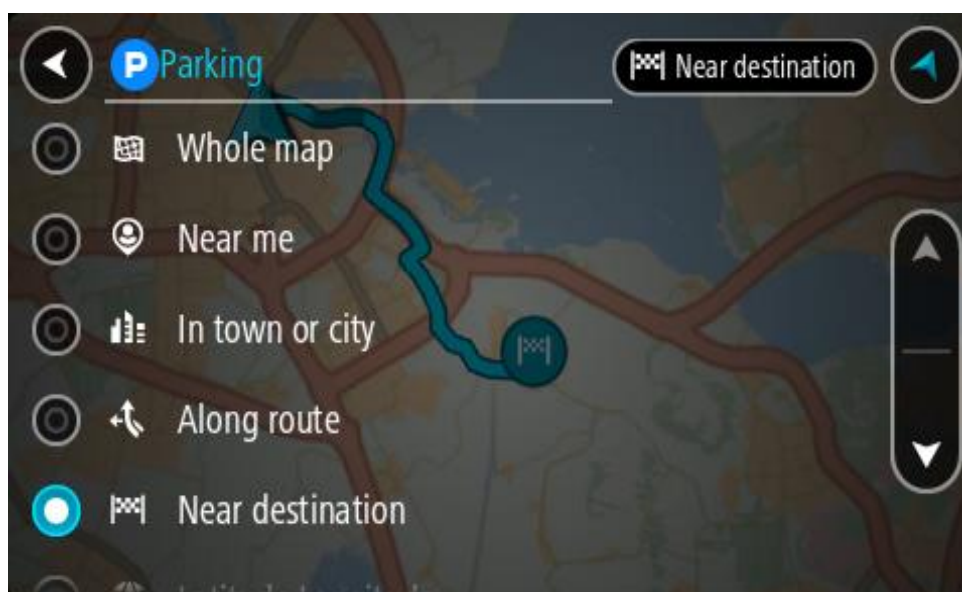 P Parking
Near destination
Whole map
Near me
In town or city
Along route
Near destination